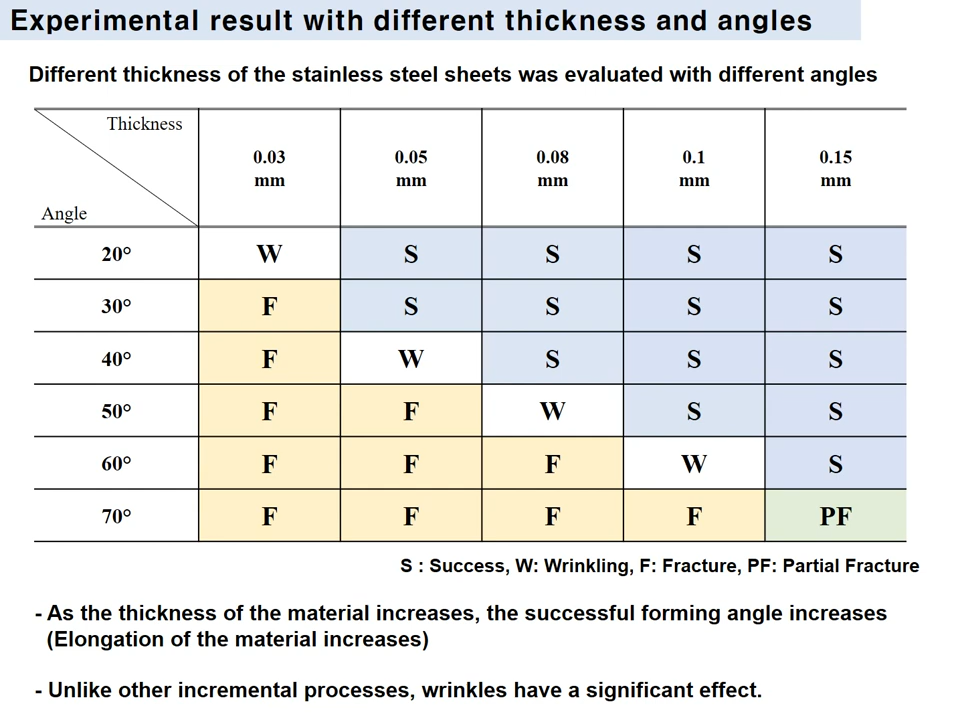 Experimental result with different thickness and angles
Different thickness of the stainless steel sheets was evaluated with different angles
Thickness
Angle
0.03 mm
0.05 mm
0.08 mm
0.1 mm
0.15 mm
20° W S S S S
30° F S S S S
40° F W S S S
50° F F W S S
60° F F F W S
70° F F F F PF
S : Success, W: Wrinkling, F: Fracture, PF: Partial Fracture
- As the thickness of the material increases, the successful forming angle increases
(Elongation of the material increases)
- Unlike other incremental processes, wrinkles have a significant effect.